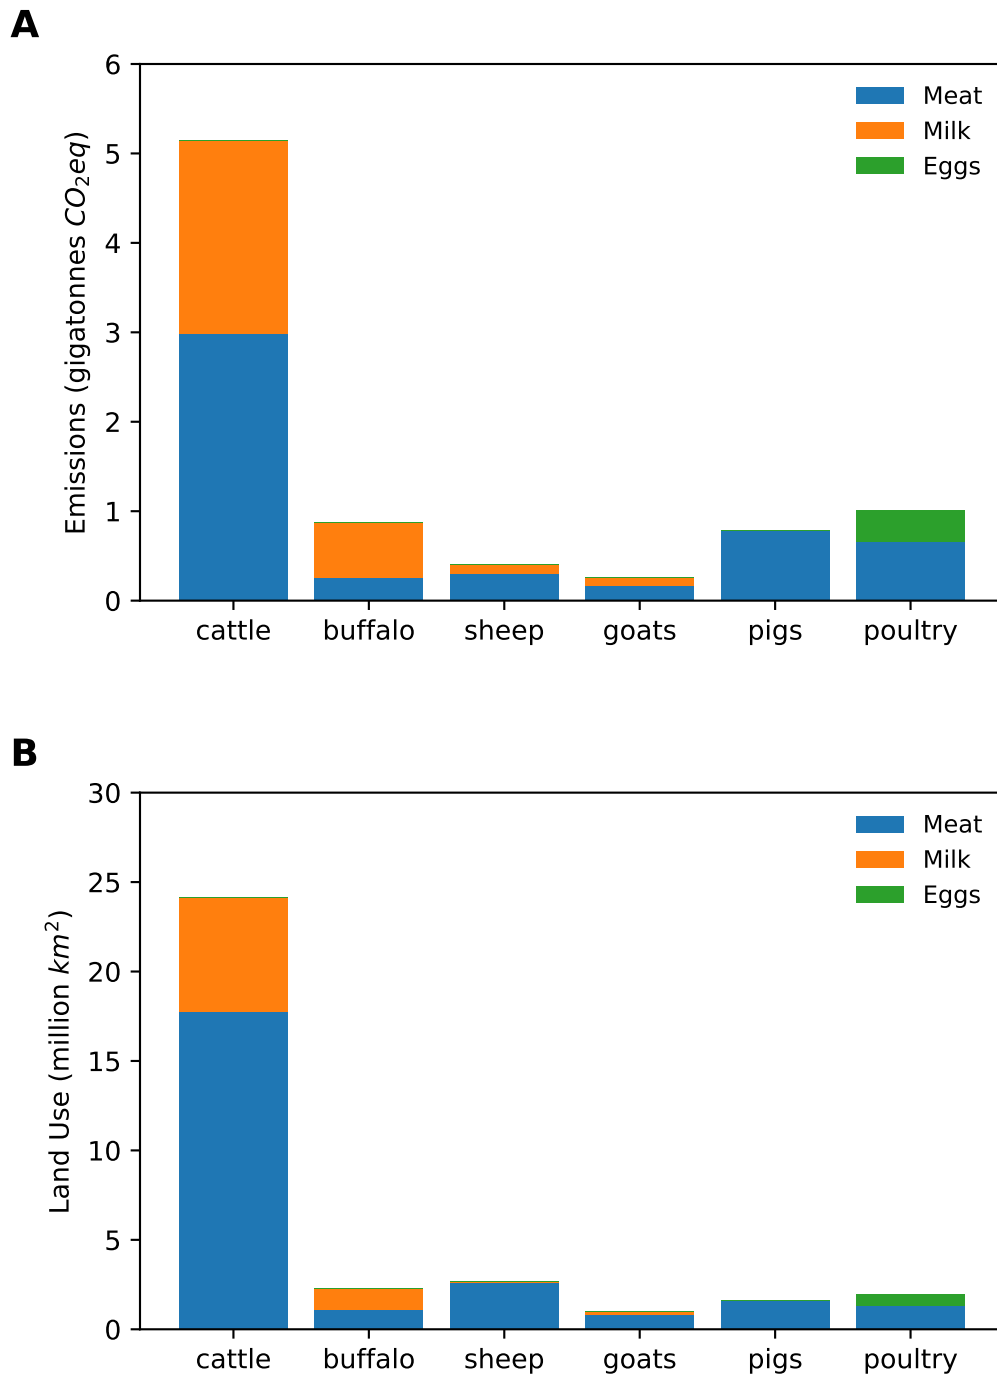 A
6
5
4
3
2
1
0
Emissions (gigatonnes CO₂eq)
Meat
Milk
Eggs
cattle buffalo sheep goats pigs poultry
B
30
25
20
15
10
5
0
Land Use (million km²)
Meat
Milk
Eggs
cattle buffalo sheep goats pigs poultry